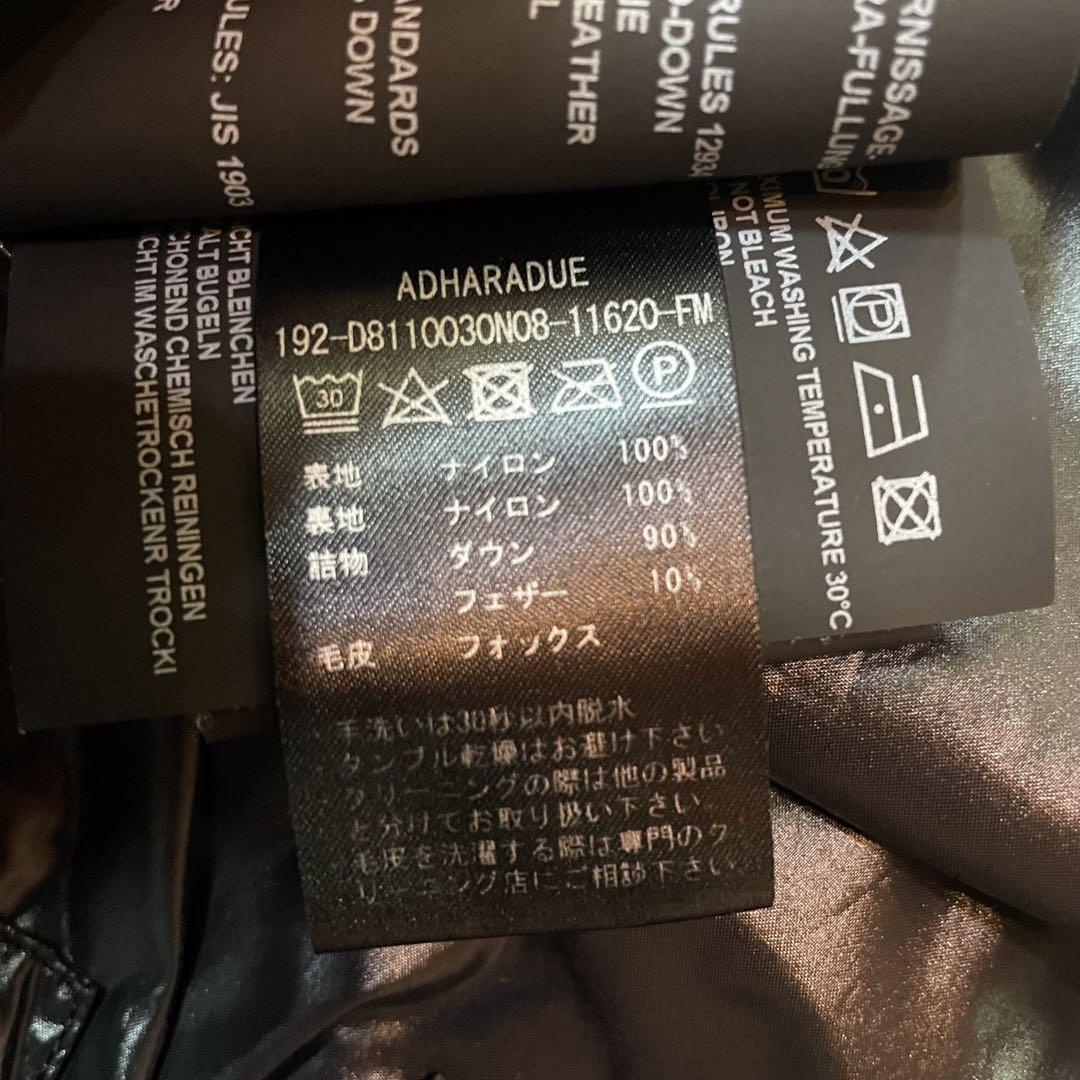 RULES: JIS 1903
ANDARDS
DOWN
EATHER
RULES 1293
-DOWN
RNISSAGE
RA-FULLUNG
CHT BLEINCHEN
ALT BUGELN
CHONEND CHEMISCH REININGEN
CHT IM WASCHETROCKENR TROCKI
XIMUM WASHING TEMPERATURE 30°C
NOT BLEACH
IRON
P
ADHARADUE
192-D8110030N08-11620-FM
30 P
表地 ナイロン 100%
裏地 ナイロン 100%
詰物 ダウン 90%
フェザー 10%
毛皮 フォックス
手洗いは30秒以内脱水
タンブル乾燥はお避け下さい
クリーニングの際は他の製品
と分けてお取り扱い下さい
毛皮を洗濯する際は専門のク
リーニング店にご相談下さい